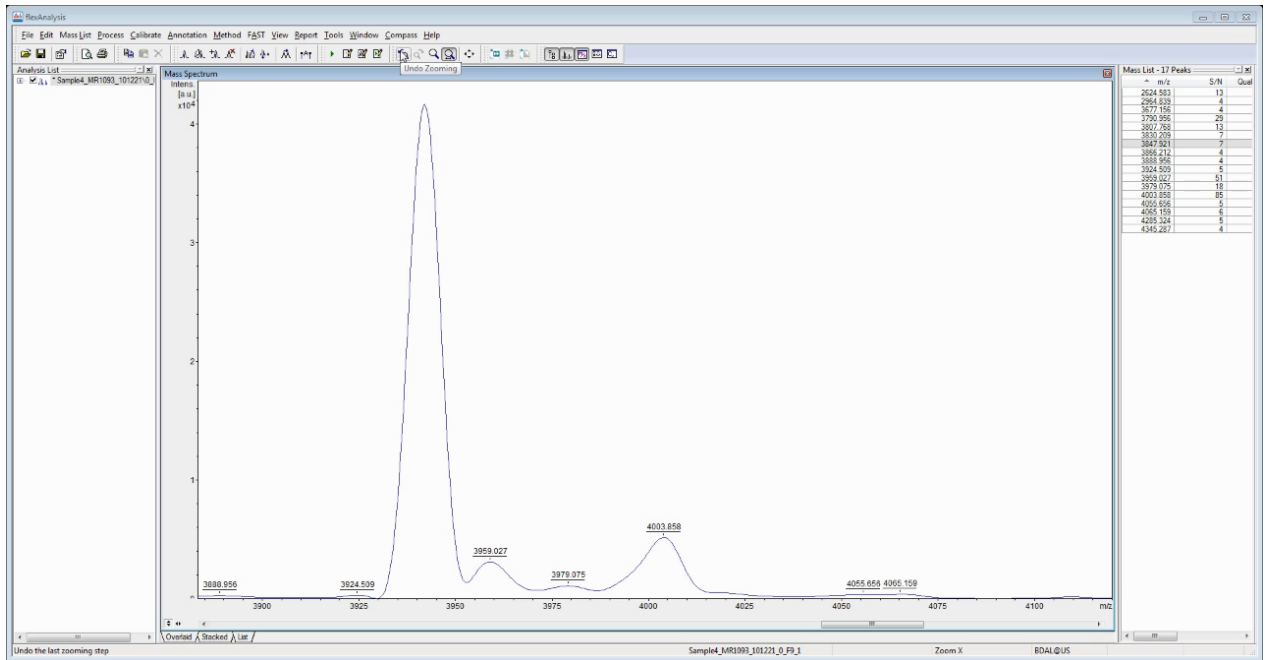 flexAnalysis
File Edit Mass List Process Calibrate Annotation Method FAST View Report Tools Window Compass Help
Undo Zooming
Analysis List
Sample4_MR1093_101221\0_
Mass Spectrum
Intens.
[a.u.]
x10⁴
4
3
2
1
0
3888.956
3924.509
3959.027
3979.075
4003.858
4055.656
4065.159
3900 3925 3950 3975 4000 4025 4050 4075 4100 m/z
Overlaid Stacked List
Mass List - 17 Peaks
m/z S/N Qual
2624.583 13
2964.839 4
3677.156 4
3790.956 29
3807.768 13
3830.209 7
3847.921 7
3866.212 4
3888.956 4
3924.509 5
3959.027 51
3979.075 18
4003.858 85
4055.656 5
4065.159 6
4285.324 5
4345.287 4
Undo the last zooming step
Sample4_MR1093_101221_0_F9_1
Zoom X
BDAL@US